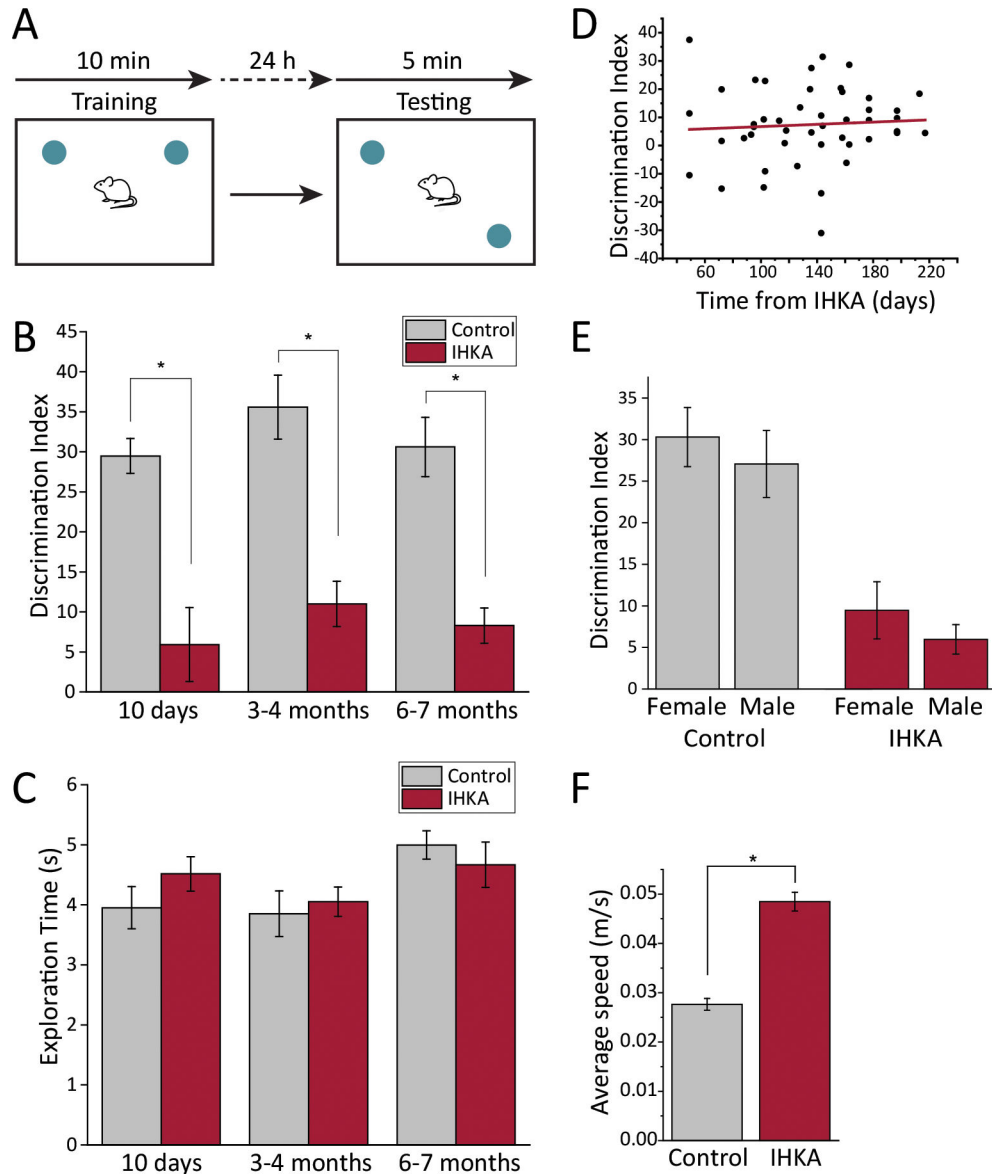 A
10 min
24 h
5 min
Training
Testing
B
Control
IHKA
*
*
*
Discrimination Index
45
40
35
30
25
20
15
10
5
0
10 days
3-4 months
6-7 months
C
Control
IHKA
Exploration Time (s)
6
5
4
3
2
1
0
10 days
3-4 months
6-7 months
D
Discrimination Index
40
30
20
10
0
-10
-20
-30
40
60
100
140
180
220
Time from IHKA (days)
E
Discrimination Index
35
30
25
20
15
10
5
0
Female Male Female Male
Control IHKA
F
*
Average speed (m/s)
0.05
0.04
0.03
0.02
0.01
0.00
Control IHKA